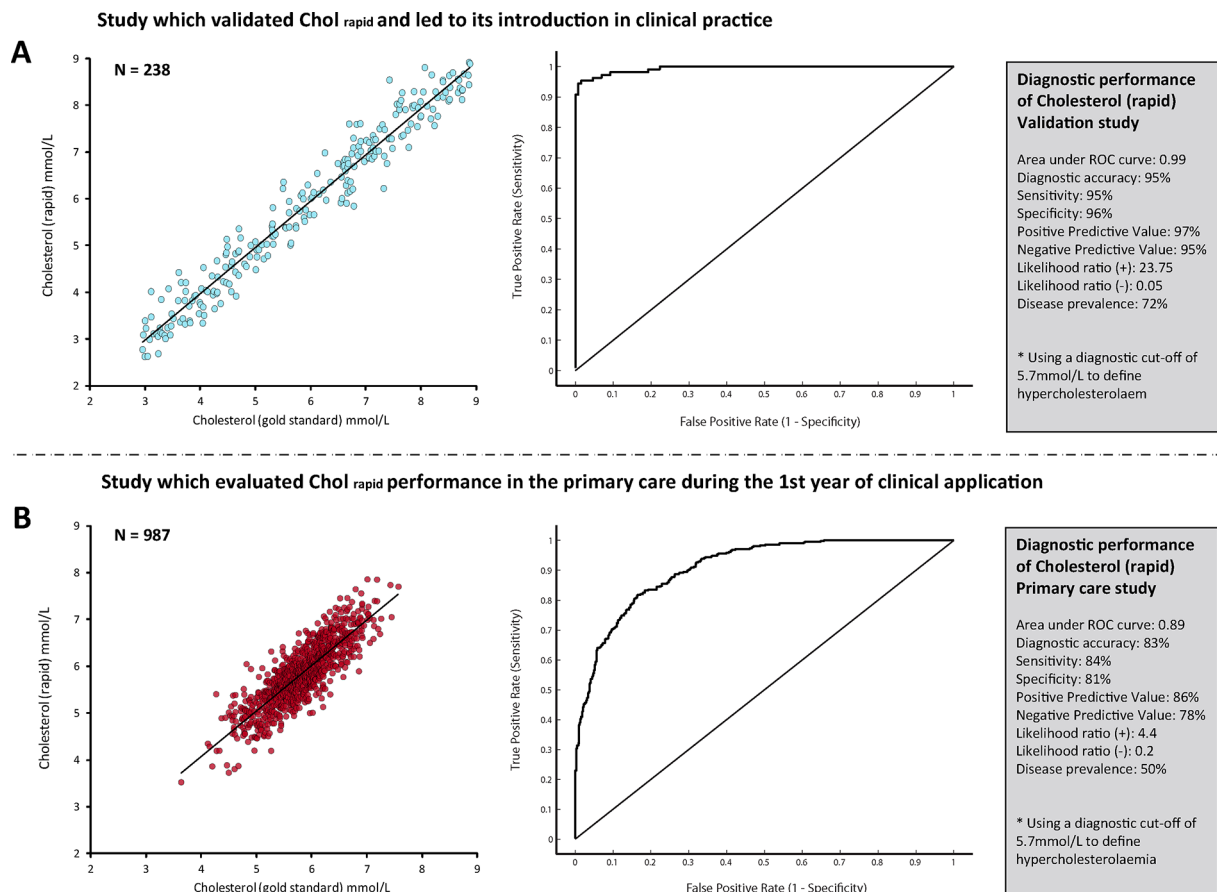 Study which validated Chol rapid and led to its introduction in clinical practice
A
N = 238
Cholesterol (rapid) mmol/L
9
8
7
6
5
4
3
2
2 3 4 5 6 7 8 9
Cholesterol (gold standard) mmol/L
True Positive Rate (Sensitivity)
1
0.9
0.8
0.7
0.6
0.5
0.4
0.3
0.2
0.1
0
0 0.1 0.2 0.3 0.4 0.5 0.6 0.7 0.8 0.9 1
False Positive Rate (1 - Specificity)
Diagnostic performance
of Cholesterol (rapid)
Validation study
Area under ROC curve: 0.99
Diagnostic accuracy: 95%
Sensitivity: 95%
Specificity: 96%
Positive Predictive Value: 97%
Negative Predictive Value: 95%
Likelihood ratio (+): 23.75
Likelihood ratio (-): 0.05
Disease prevalence: 72%
* Using a diagnostic cut-off of
5.7mmol/L to define
hypercholesterolaem
Study which evaluated Chol rapid performance in the primary care during the 1st year of clinical application
B
N = 987
Cholesterol (rapid) mmol/L
9
8
7
6
5
4
3
2
2 3 4 5 6 7 8 9
Cholesterol (gold standard) mmol/L
True Positive Rate (Sensitivity)
1
0.9
0.8
0.7
0.6
0.5
0.4
0.3
0.2
0.1
0
0 0.1 0.2 0.3 0.4 0.5 0.6 0.7 0.8 0.9 1
False Positive Rate (1 - Specificity)
Diagnostic performance
of Cholesterol (rapid)
Primary care study
Area under ROC curve: 0.89
Diagnostic accuracy: 83%
Sensitivity: 84%
Specificity: 81%
Positive Predictive Value: 86%
Negative Predictive Value: 78%
Likelihood ratio (+): 4.4
Likelihood ratio (-): 0.2
Disease prevalence: 50%
* Using a diagnostic cut-off of
5.7mmol/L to define
hypercholesterolaemia